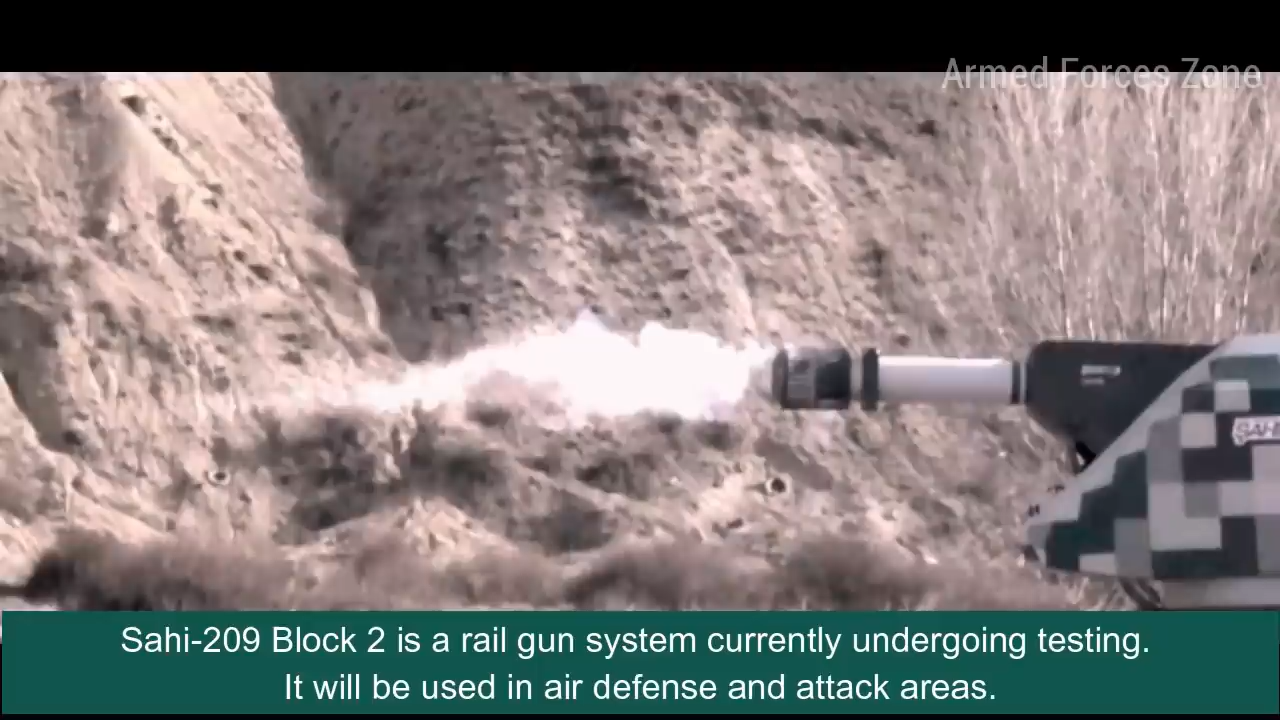 Armed Forces Zone
SAHI
Sahi-209 Block 2 is a rail gun system currently undergoing testing.
It will be used in air defense and attack areas.